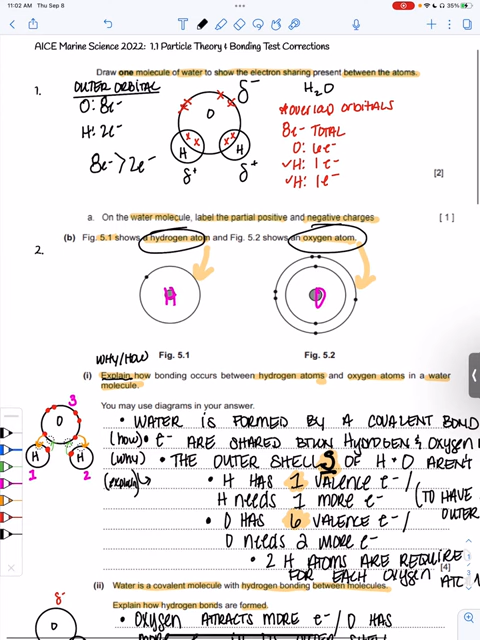 11:02 AM Thu Sep 8
35%
AICE Marine Science 2022: 1.1 Particle Theory & Bonding Test Corrections
Draw one molecule of water to show the electron sharing present between the atoms.
1.
OUTER ORBITAL
O: 8e-
H: 2e-
8e- > 2e-
δ-
O
H
H
δ+
δ+
H2O
*OVERLAP ORBITALS
8e- TOTAL
O: 6e-
✓H: 1e-
✓H: 1e-
[2]
a. On the water molecule, label the partial positive and negative charges
[ 1 ]
2.
(b) Fig. 5.1 shows a hydrogen atom and Fig. 5.2 shows an oxygen atom.
H
O
Fig. 5.1
Fig. 5.2
WHY/HOW
(i) Explain how bonding occurs between hydrogen atoms and oxygen atoms in a water
molecule.
You may use diagrams in your answer.
3
O
H
H
1
2
• WATER IS FORMED BY A COVALENT BOND
(how) • e- ARE SHARED BTWN HYDROGEN & OXYGEN
(why) • THE OUTER SHELLS OF H + O AREN'T
(explain) • H HAS 1 VALENCE e- /
H NEEDS 1 MORE e-
(TO HAVE
• O HAS 6 VALENCE e- /
OUTER
O NEEDS 2 MORE e-
• 2 H ATOMS ARE REQUIRE
FOR EACH OXYGEN
[4]
(ii) Water is a covalent molecule with hydrogen bonding between molecules.
Explain how hydrogen bonds are formed.
δ-
O
• OXYGEN ATTRACTS MORE e- / O HAS